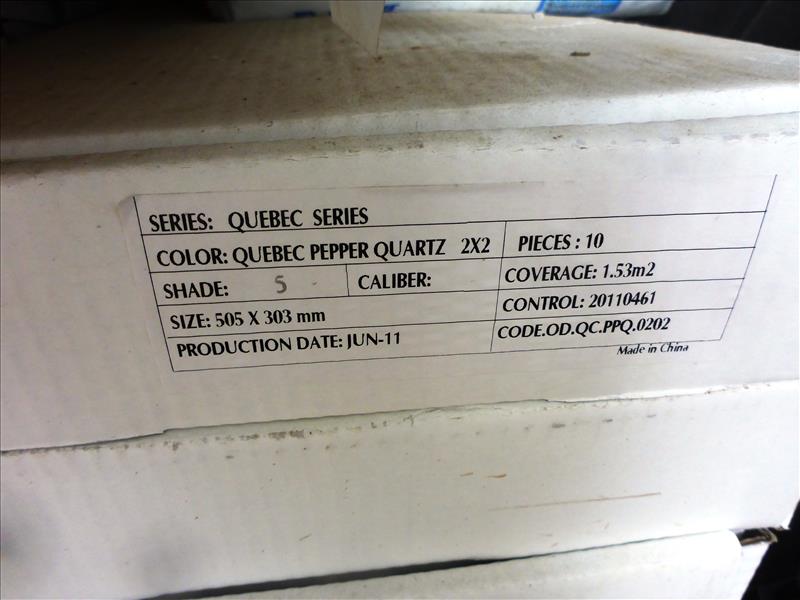 SERIES: QUEBEC SERIES
COLOR: QUEBEC PEPPER QUARTZ 2X2
PIECES : 10
SHADE: 5
CALIBER:
COVERAGE: 1.53m2
SIZE: 505 X 303 mm
CONTROL: 20110461
PRODUCTION DATE: JUN-11
CODE.OD.QC.PPQ.0202
Made in China